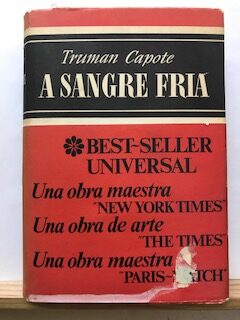 Truman Capote
A SANGRE FRIA
BEST-SELLER
UNIVERSAL
Una obra maestra
"NEW YORK TIMES"
Una obra de arte
"THE TIMES"
Una obra maestra